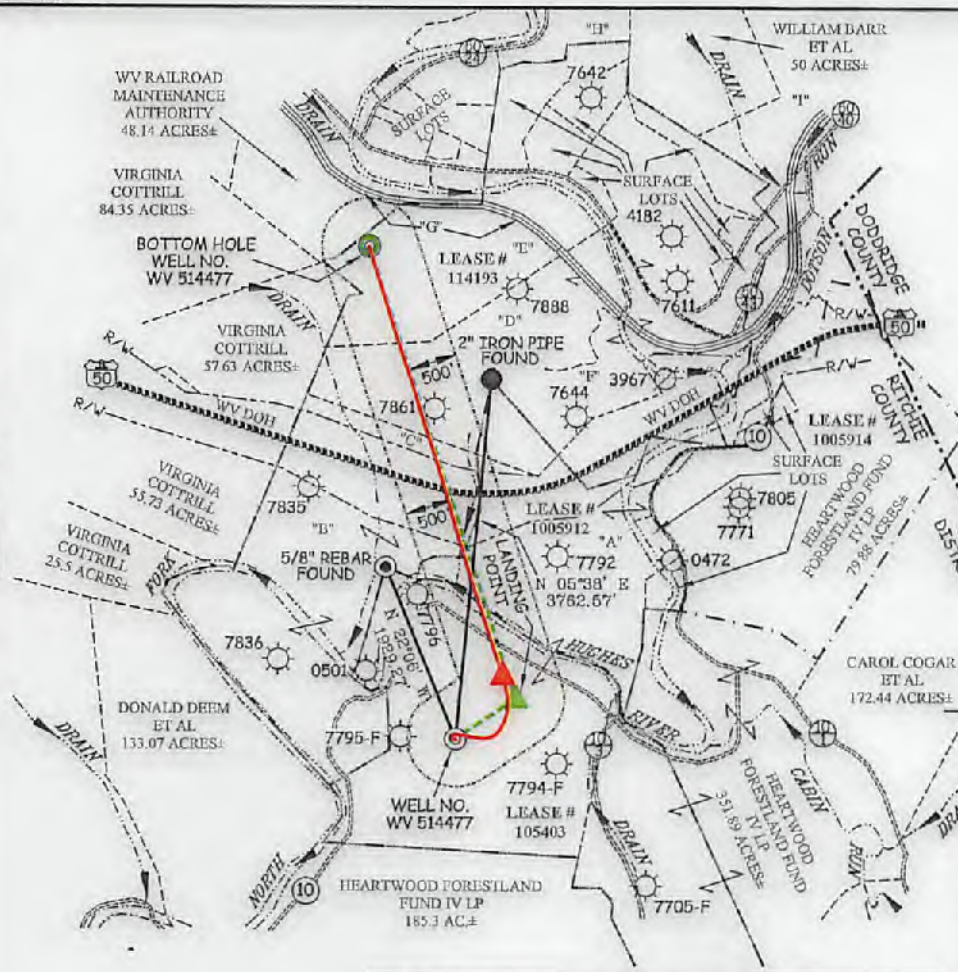 "H"
WILLIAM BARR
ET AL
50 ACRES±
50
24
7642
DRAIN
WV RAILROAD
MAINTENANCE
AUTHORITY
48.14 ACRES±
DRAIN
SURFACE
LOTS
"I"
50
40
RUN
SURFACE
LOTS
4182
VIRGINIA
COTTRILL
84.35 ACRES±
"G"
DOTSON
DODDRIDGE
COUNTY
BOTTOM HOLE
WELL NO.
WV 514477
"E"
LEASE #
114193
7888
7611
DRAIN
"D"
R/W
50
VIRGINIA
COTTRILL
57.63 ACRES±
2" IRON PIPE
FOUND
R/W
50
500'
3967
R/W
7861
"F"
7644
WV DOH
RITCHIE
COUNTY
R/W
WV DOH
"C"
10
LEASE #
1005914
SURFACE
LOTS
VIRGINIA
COTTRILL
55.73 ACRES±
7835
500'
LEASE #
1005912
7805
7771
HEARTWOOD
FORESTLAND FUND
IV LP
79.88 ACRES±
"B"
"A"
VIRGINIA
COTTRILL
25.5 ACRES±
5/8" REBAR
FOUND
LANDING
POINT
7792
0472
N 05°38' E
3762.57'
FORK
7796
7836
0501
N 22°06' W
1929.27'
HUGHES
RIVER
CAROL COGAR
ET AL
172.44 ACRES±
DONALD DEEM
ET AL
133.07 ACRES±
DRAIN
7795-F
7794-F
WELL NO.
WV 514477
LEASE #
105403
HEARTWOOD
FORESTLAND FUND
IV LP
351.89 ACRES±
CABIN
RUN
DRAIN
NORTH
10
HEARTWOOD FORESTLAND
FUND IV LP
185.3 AC.±
7705-F